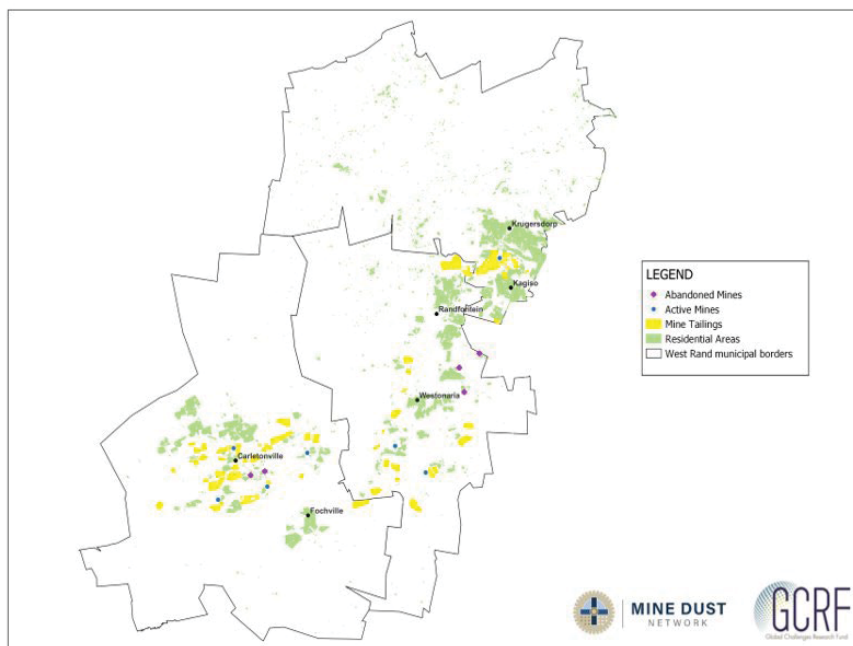 Krugersdorp
Kagiso
Randfontein
Westonaria
Carletonville
Fochville
LEGEND
Abandoned Mines
Active Mines
Mine Tailings
Residential Areas
West Rand municipal borders
MINE DUST
NETWORK
GCRF
Global Challenges Research Fund